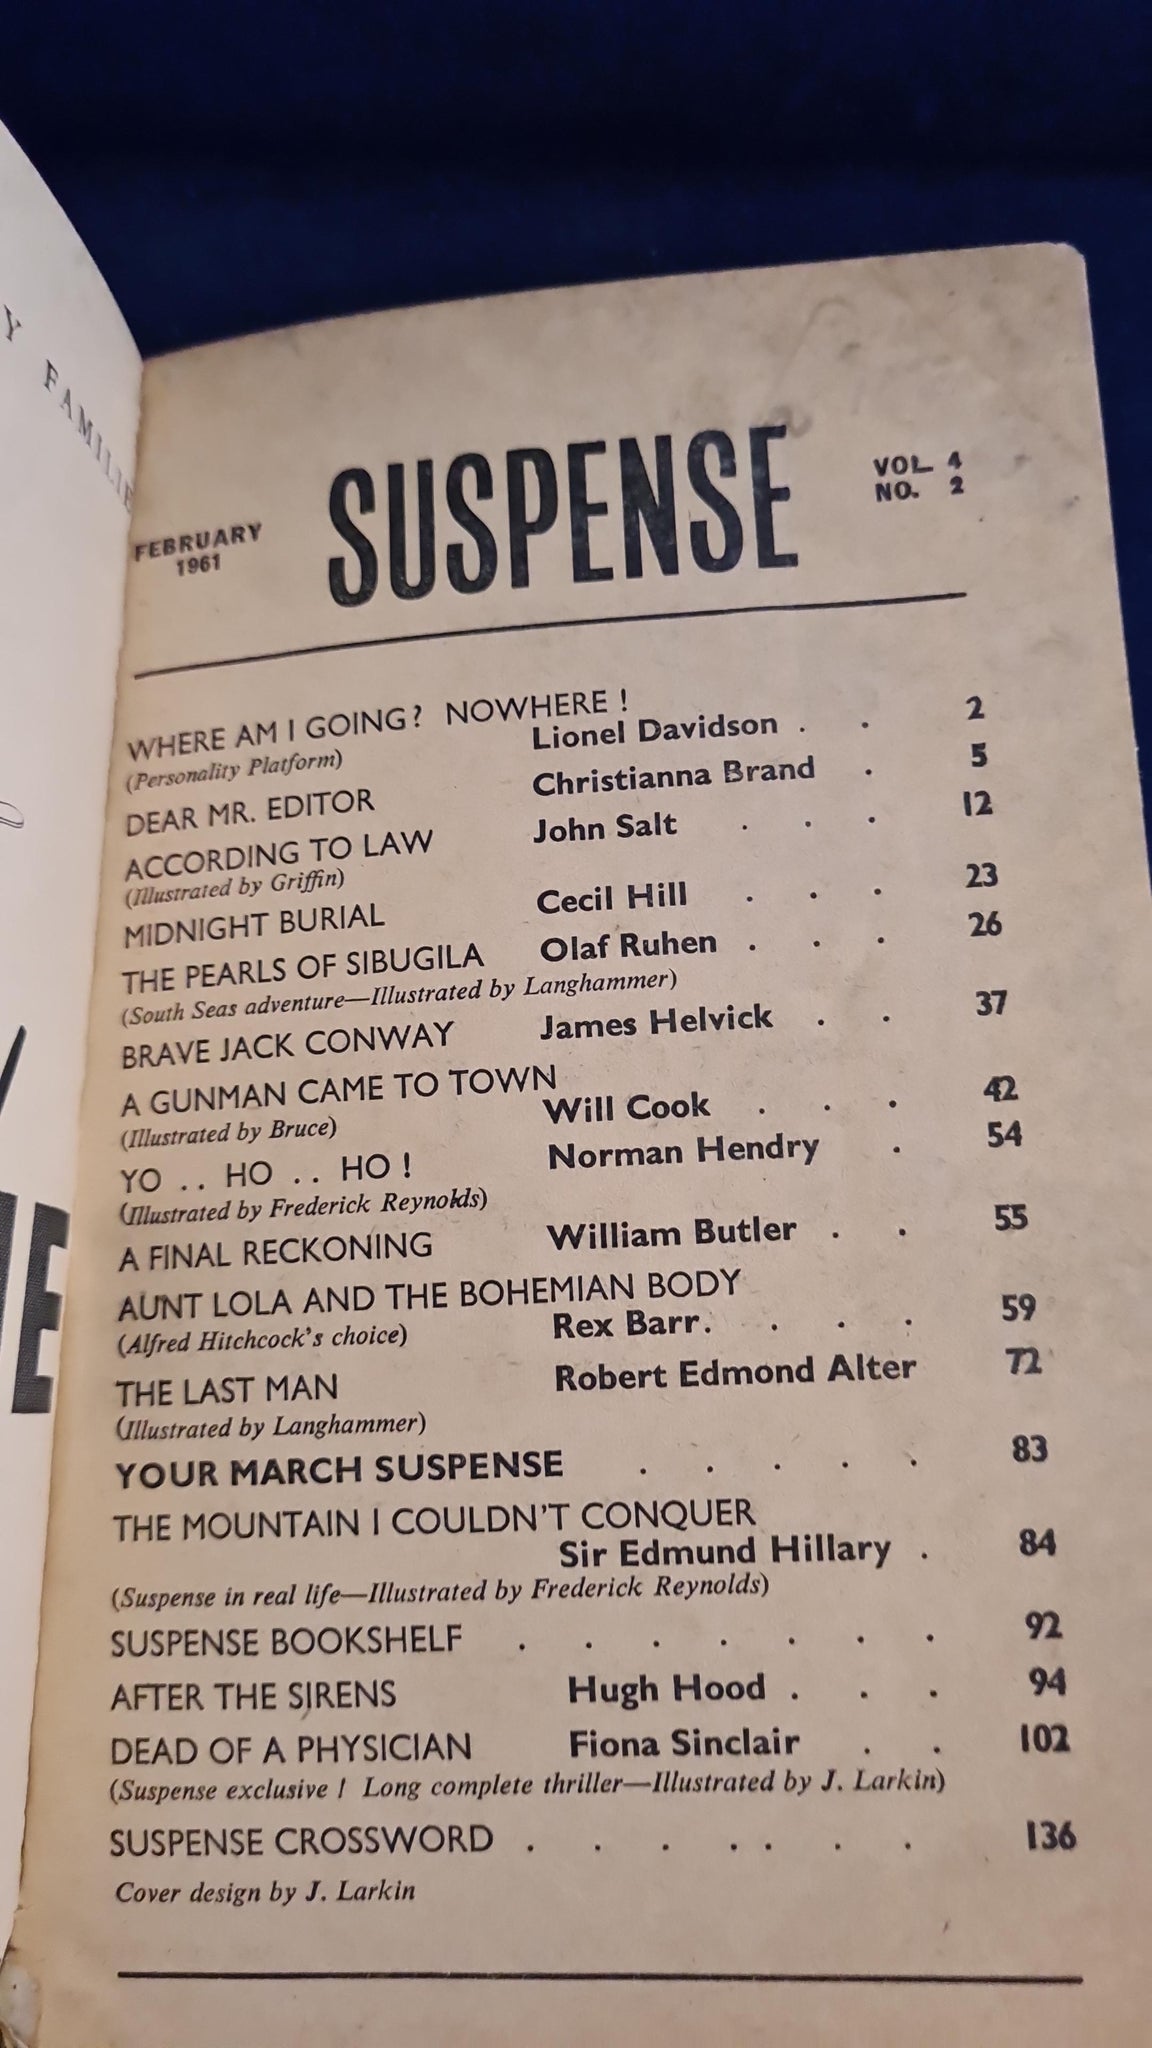 Y FAMILIE
FEBRUARY
1961
SUSPENSE
VOL. 4
NO. 2
WHERE AM I GOING? NOWHERE !
(Personality Platform) Lionel Davidson . . 2
DEAR MR. EDITOR Christianna Brand . 5
ACCORDING TO LAW John Salt . . . 12
(Illustrated by Griffin)
MIDNIGHT BURIAL Cecil Hill . . . 23
THE PEARLS OF SIBUGILA Olaf Ruhen . . . 26
(South Seas adventure—Illustrated by Langhammer)
BRAVE JACK CONWAY James Helvick . . 37
A GUNMAN CAME TO TOWN
(Illustrated by Bruce) Will Cook . . . 42
YO . . HO . . HO ! Norman Hendry . 54
(Illustrated by Frederick Reynolds)
A FINAL RECKONING William Butler . . 55
AUNT LOLA AND THE BOHEMIAN BODY
(Alfred Hitchcock's choice) Rex Barr. . . . 59
THE LAST MAN Robert Edmond Alter 72
(Illustrated by Langhammer)
YOUR MARCH SUSPENSE . . . . . 83
THE MOUNTAIN I COULDN'T CONQUER
Sir Edmund Hillary . 84
(Suspense in real life—Illustrated by Frederick Reynolds)
SUSPENSE BOOKSHELF . . . . . . . 92
AFTER THE SIRENS Hugh Hood . . . 94
DEAD OF A PHYSICIAN Fiona Sinclair . . 102
(Suspense exclusive ! Long complete thriller—Illustrated by J. Larkin)
SUSPENSE CROSSWORD . . . . . . . 136
Cover design by J. Larkin